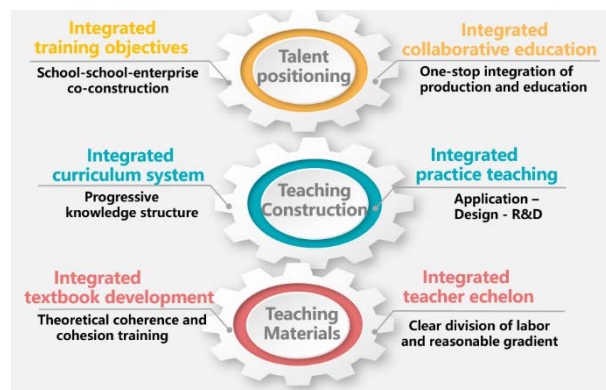 Integrated
training objectives
School-school-enterprise
co-construction
Talent
positioning
Integrated
collaborative education
One-stop integration of
production and education
Integrated
curriculum system
Progressive
knowledge structure
Teaching
Construction
Integrated
practice teaching
Application –
Design - R&D
Integrated
textbook development
Theoretical coherence and
cohesion training
Teaching
Materials
Integrated
teacher echelon
Clear division of labor
and reasonable gradient